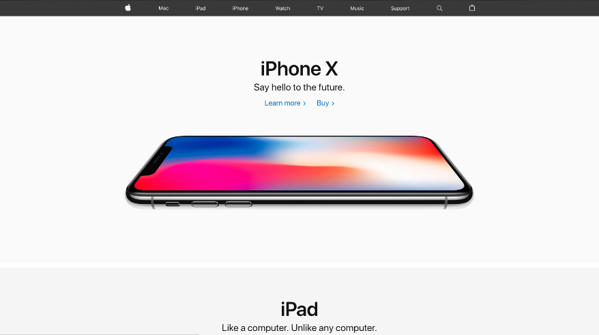 Mac iPad iPhone Watch TV Music Support
iPhone X
Say hello to the future.
Learn more > Buy >
iPad
Like a computer. Unlike any computer.